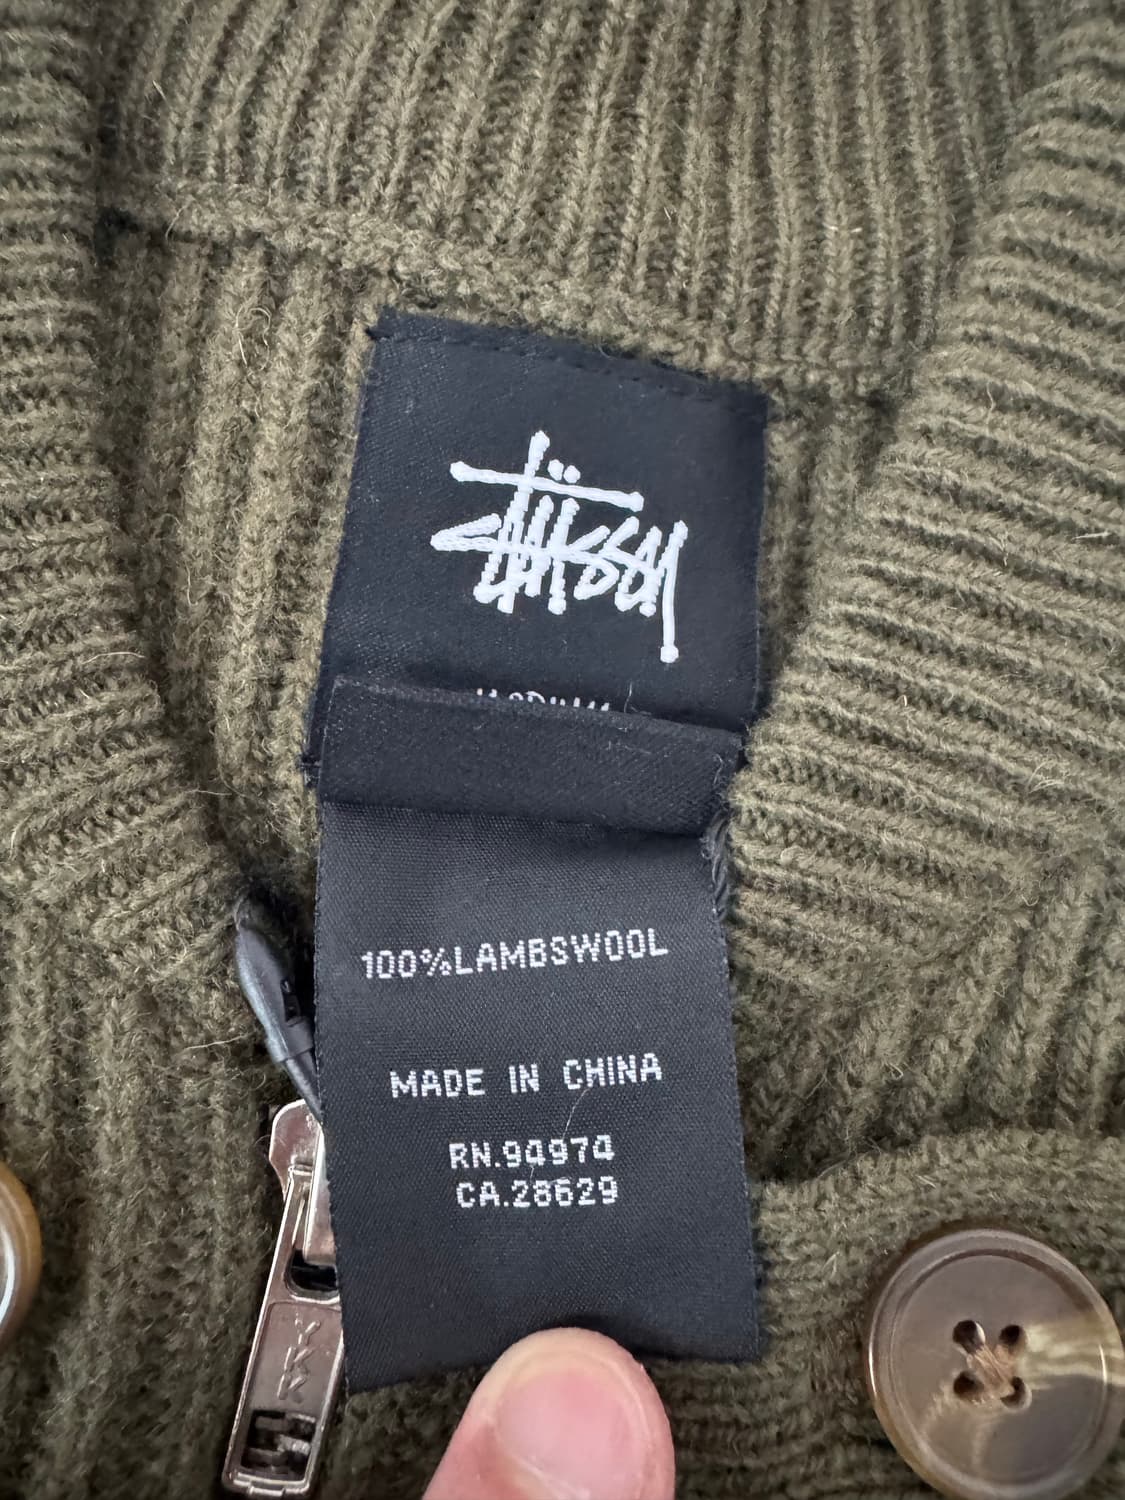 Stüssy
100%LAMBSWOOL
MADE IN CHINA
RN.94974
CA.28629
YKK